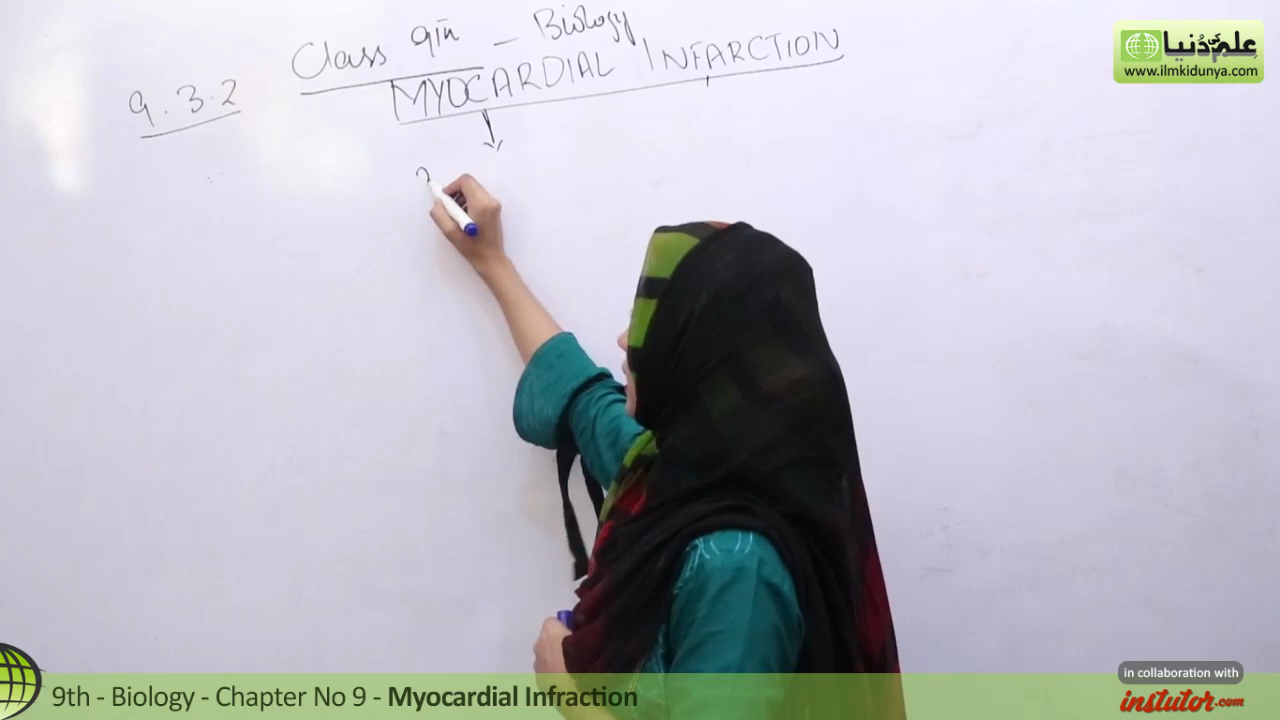 Class 9th - Biology
9.3.2 MYOCARDIAL INFARCTION
علم کی دُنیا
www.ilmkidunya.com
in collaboration with
instutor.com
9th - Biology - Chapter No 9 - Myocardial Infraction